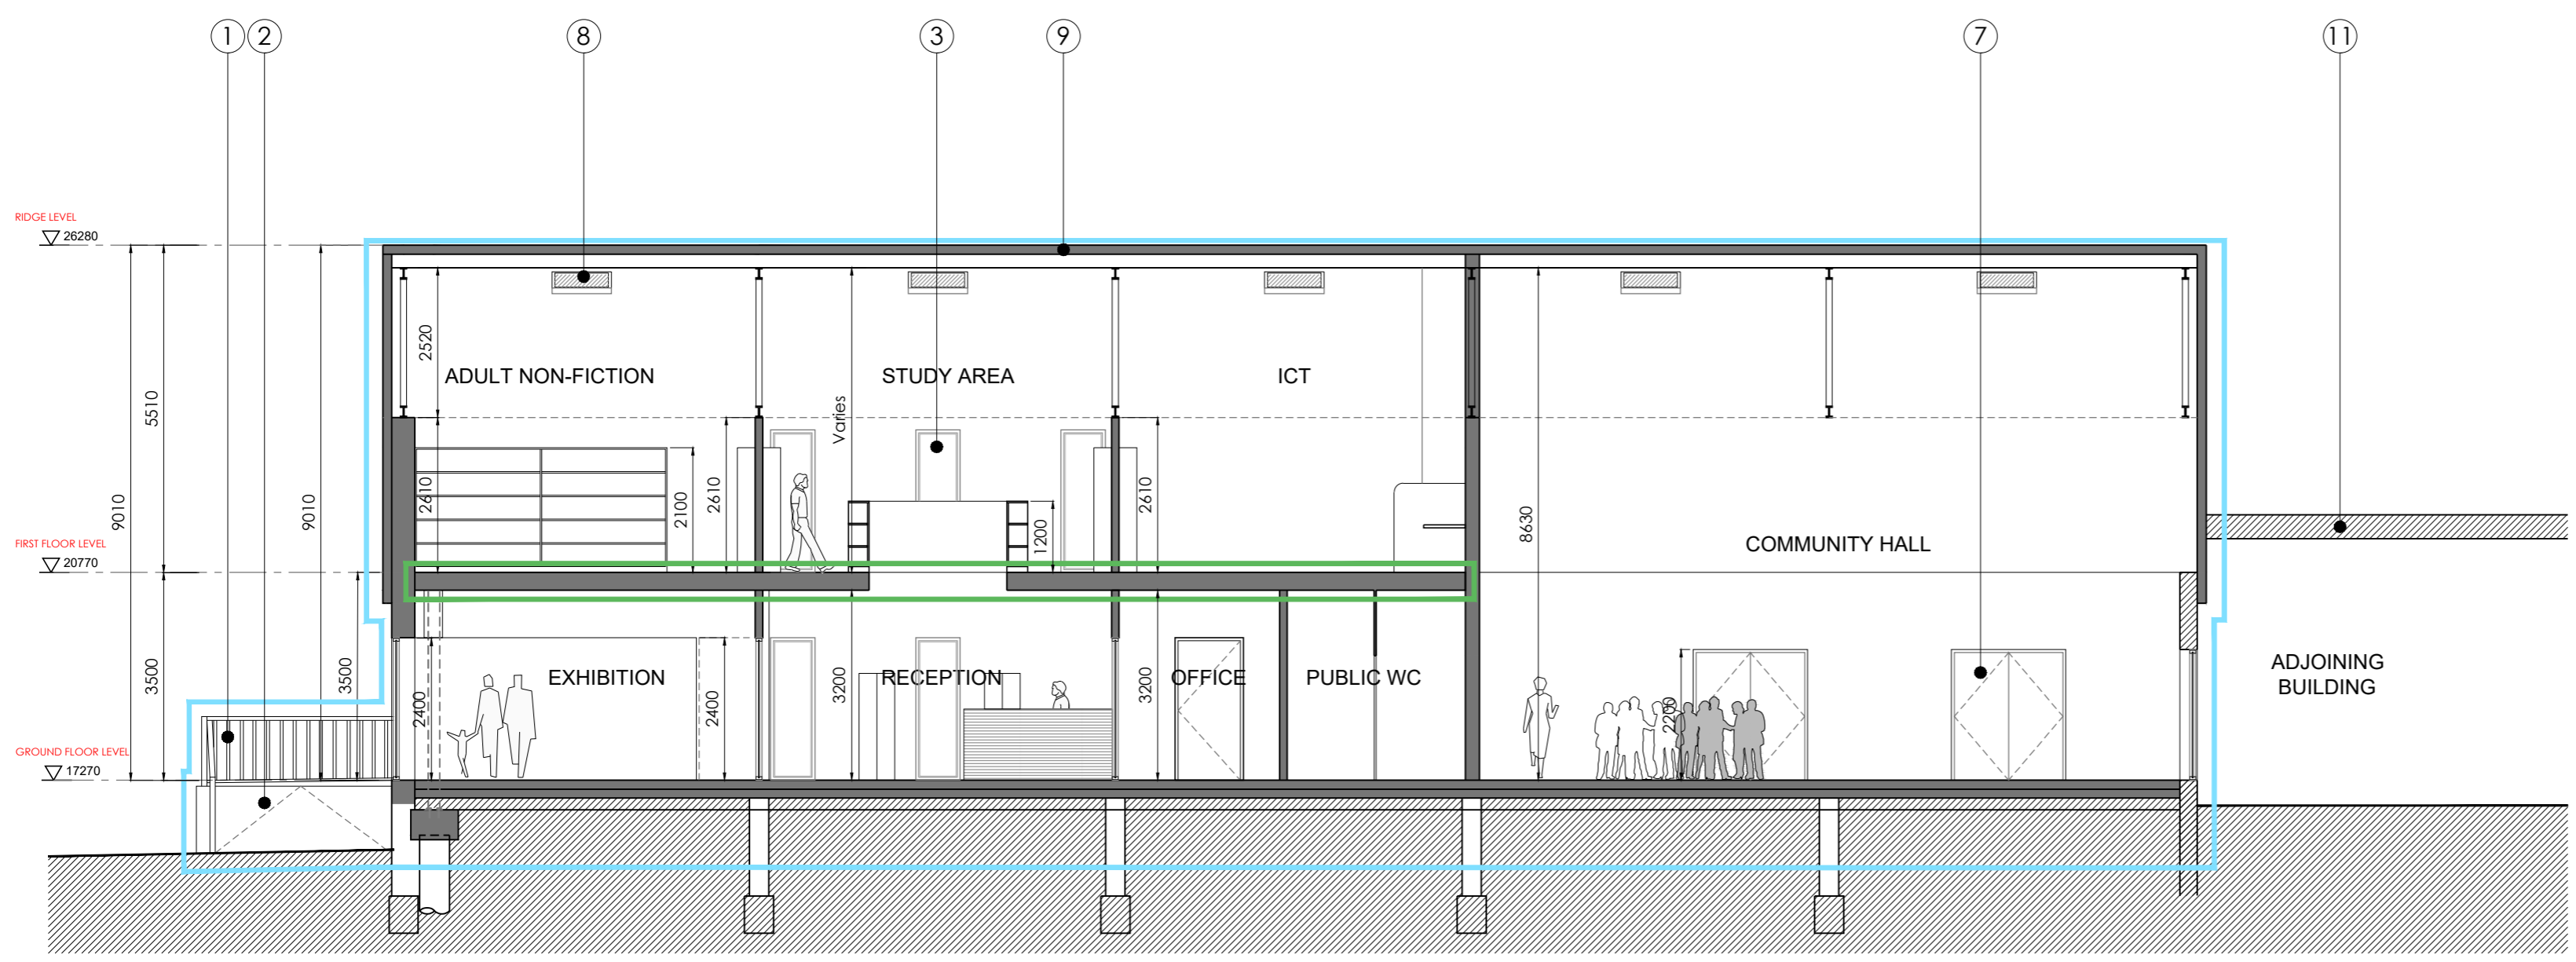 1 2 8 3 9 7 11
RIDGE LEVEL
26280
2520
ADULT NON-FICTION
STUDY AREA
ICT
5510
Varies
9010
9010
2610
2100
2610
1200
2610
8630
COMMUNITY HALL
FIRST FLOOR LEVEL
20770
3500
3500
EXHIBITION
RECEPTION
OFFICE
PUBLIC WC
ADJOINING
BUILDING
2400
2400
3200
3200
2200
GROUND FLOOR LEVEL
17270